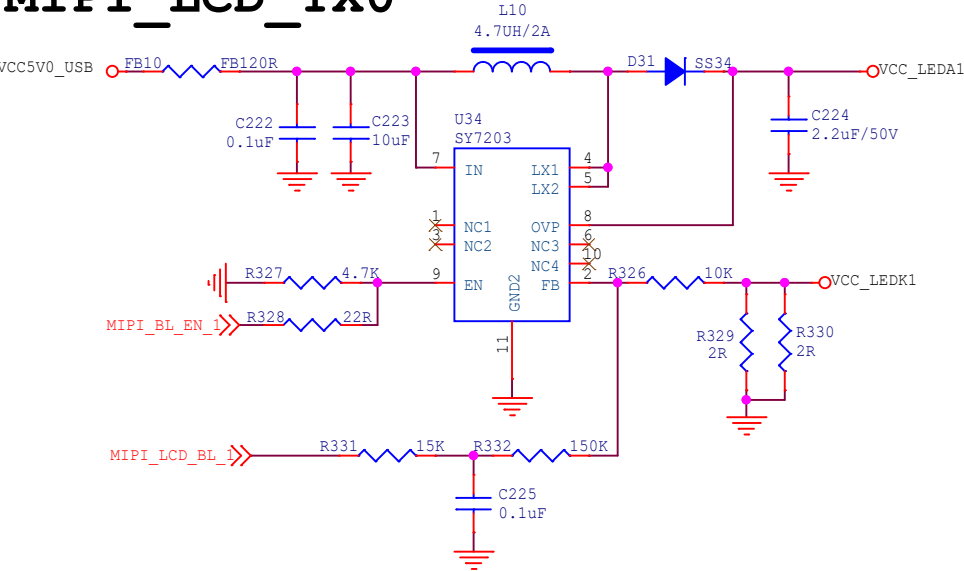 MIPI_LCD_TX0
L10
4.7UH/2A
VCC5V0_USB
FB10
FB120R
D31
SS34
VCC_LEDA1
C222
0.1uF
C223
10uF
U34
SY7203
C224
2.2uF/50V
7
IN
LX1
4
LX2
5
1
NC1
OVP
8
3
NC2
NC3
6
NC4
10
9
EN
GND2
FB
2
11
R327
4.7K
R328
22R
MIPI_BL_EN_1
R326
10K
VCC_LEDK1
R329
2R
R330
2R
MIPI_LCD_BL_1
R331
15K
R332
150K
C225
0.1uF